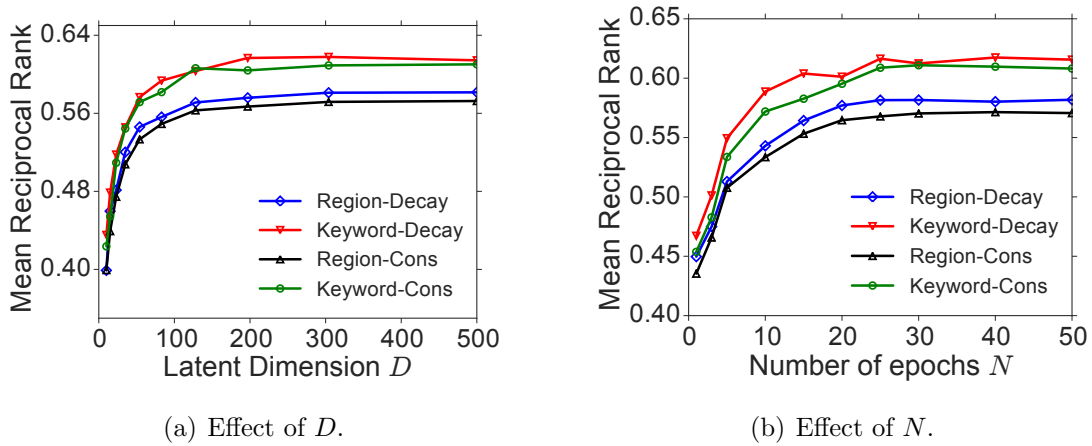 0.64
0.56
0.48
0.40
Mean Reciprocal Rank
Region-Decay
Keyword-Decay
Region-Cons
Keyword-Cons
0 100 200 300 400 500
Latent Dimension D
(a) Effect of D.
0.65
0.60
0.55
0.50
0.45
0.40
Mean Reciprocal Rank
Region-Decay
Keyword-Decay
Region-Cons
Keyword-Cons
0 10 20 30 40 50
Number of epochs N
(b) Effect of N.